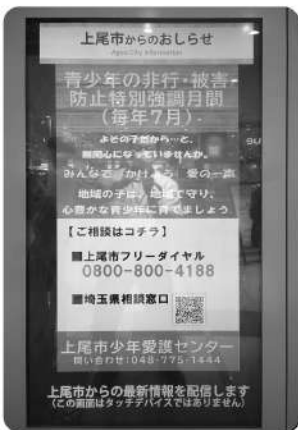 上尾市からのおしらせ
Ageo City Information
青少年の非行・被害
防止特別強調月間
(毎年7月)
よその子だから…と、
無関心になっていませんか。
みんなで「かけよう 愛の一声
地域の子は、地域で守り、
心豊かな青少年に育てましょう
【ご相談はコチラ】
■上尾市フリーダイヤル
0800-800-4188
■埼玉県相談窓口
上尾市少年愛護センター
問い合わせ:048-775-1444
上尾市からの最新情報を配信します
(この画面はタッチデバイスではありません)